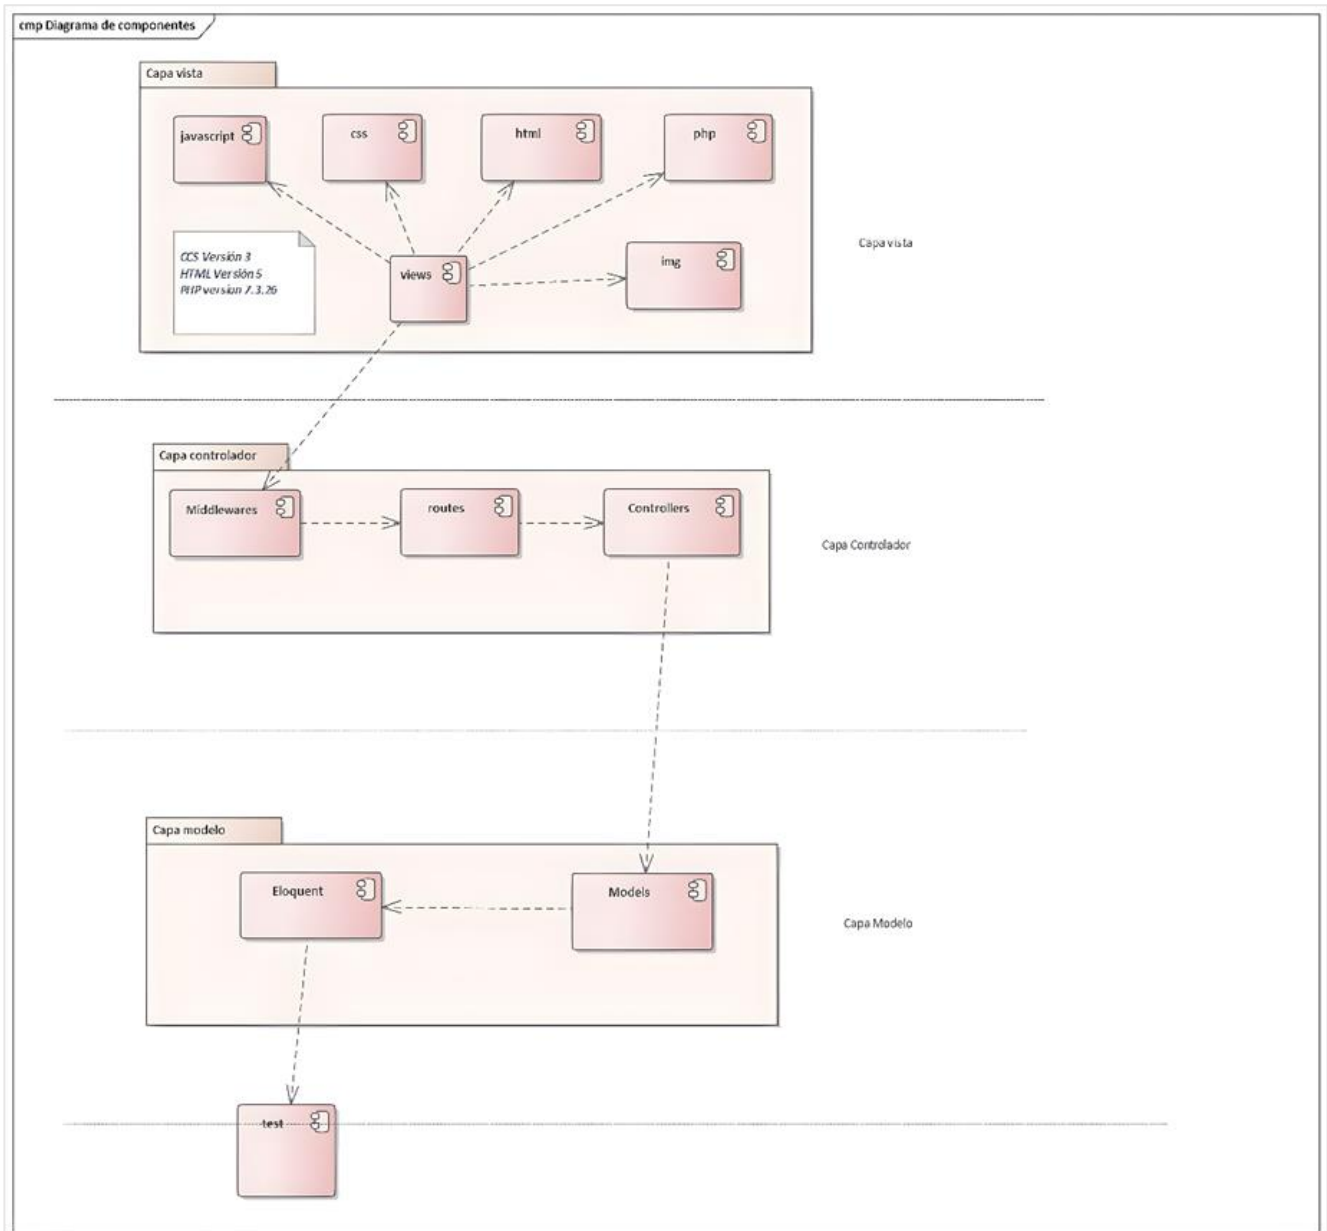 cmp Diagrama de componentes
Capa vista
javascript
css
html
php
CCS Versión 3
HTML Versión 5
PHP version 7.3.26
views
img
Capa vista
Capa controlador
Middlewares
routes
Controllers
Capa Controlador
Capa modelo
Eloquent
Models
Capa Modelo
test